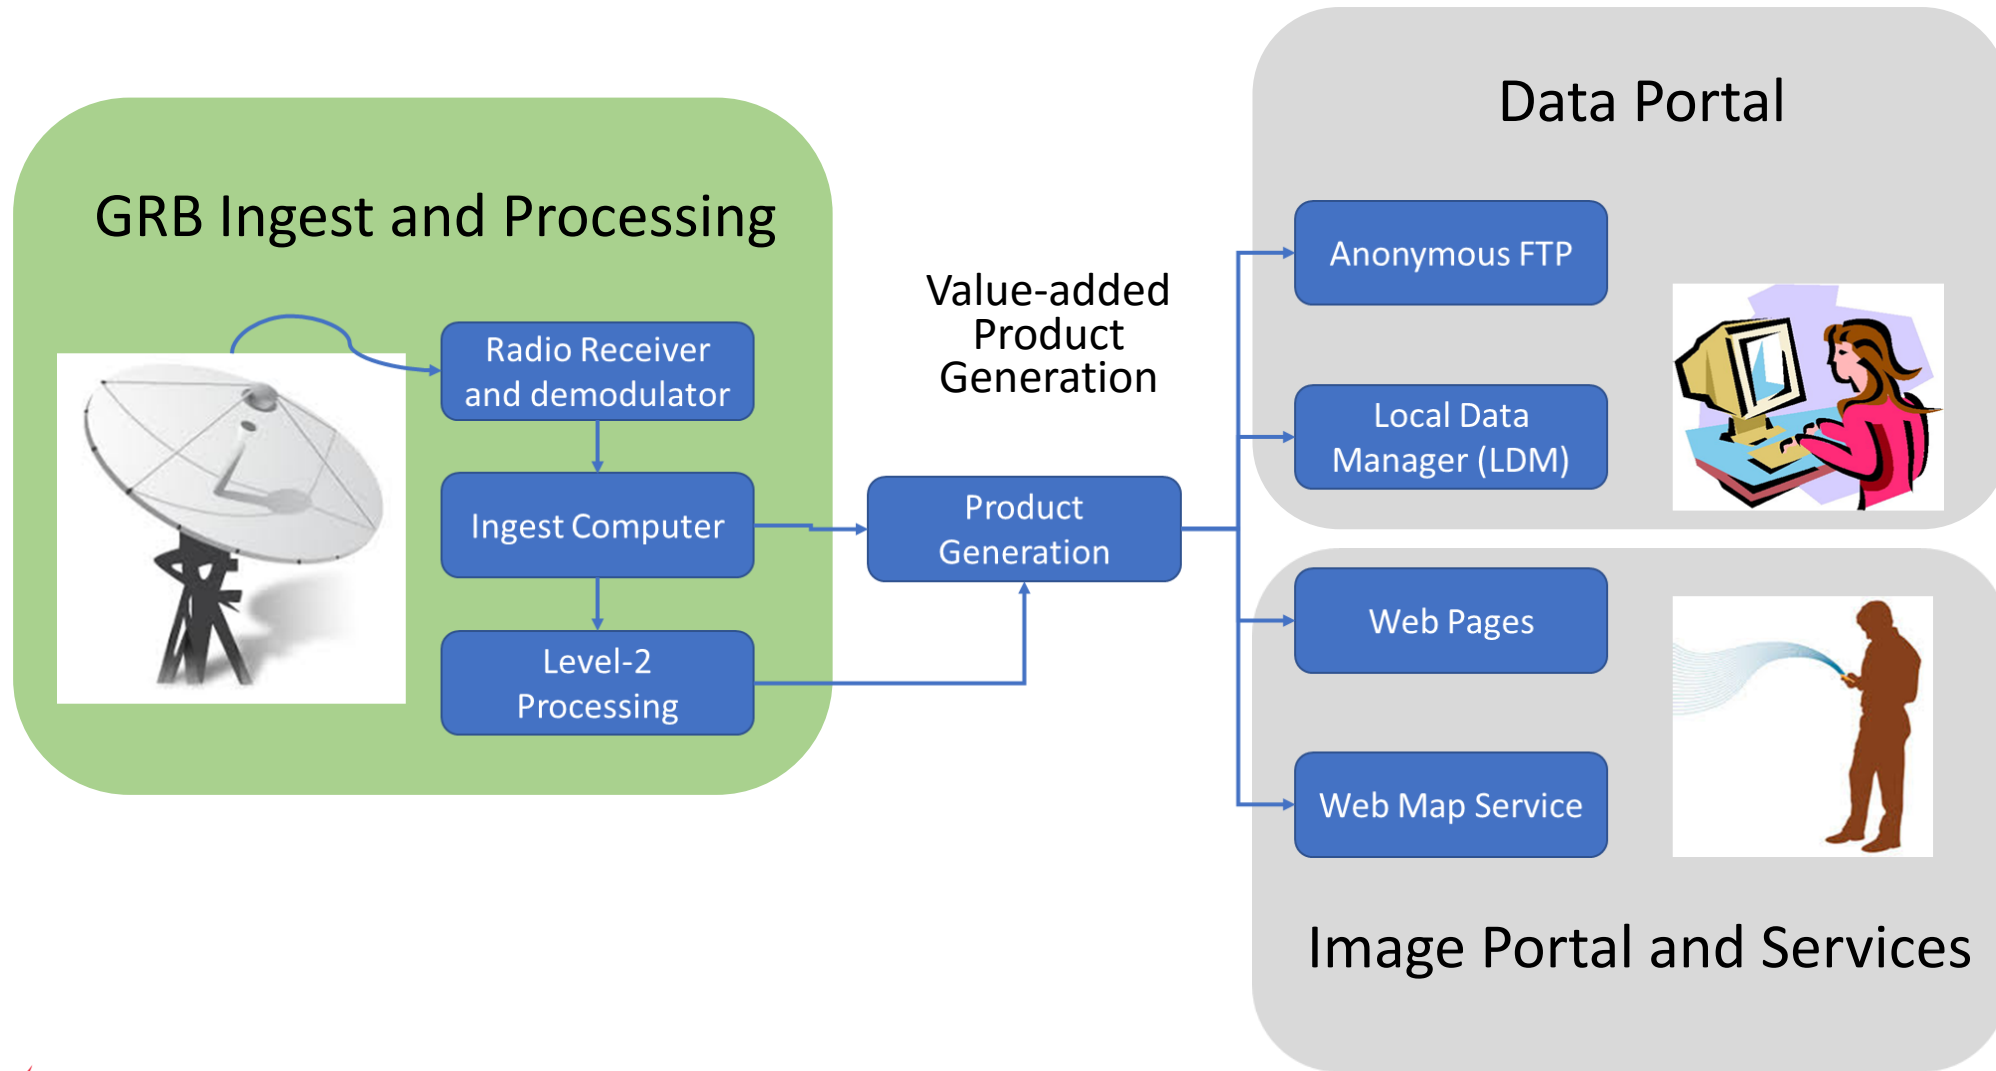 GRB Ingest and Processing
Radio Receiver
and demodulator
Ingest Computer
Level-2
Processing
Value-added
Product
Generation
Product
Generation
Data Portal
Anonymous FTP
Local Data
Manager (LDM)
Web Pages
Web Map Service
Image Portal and Services